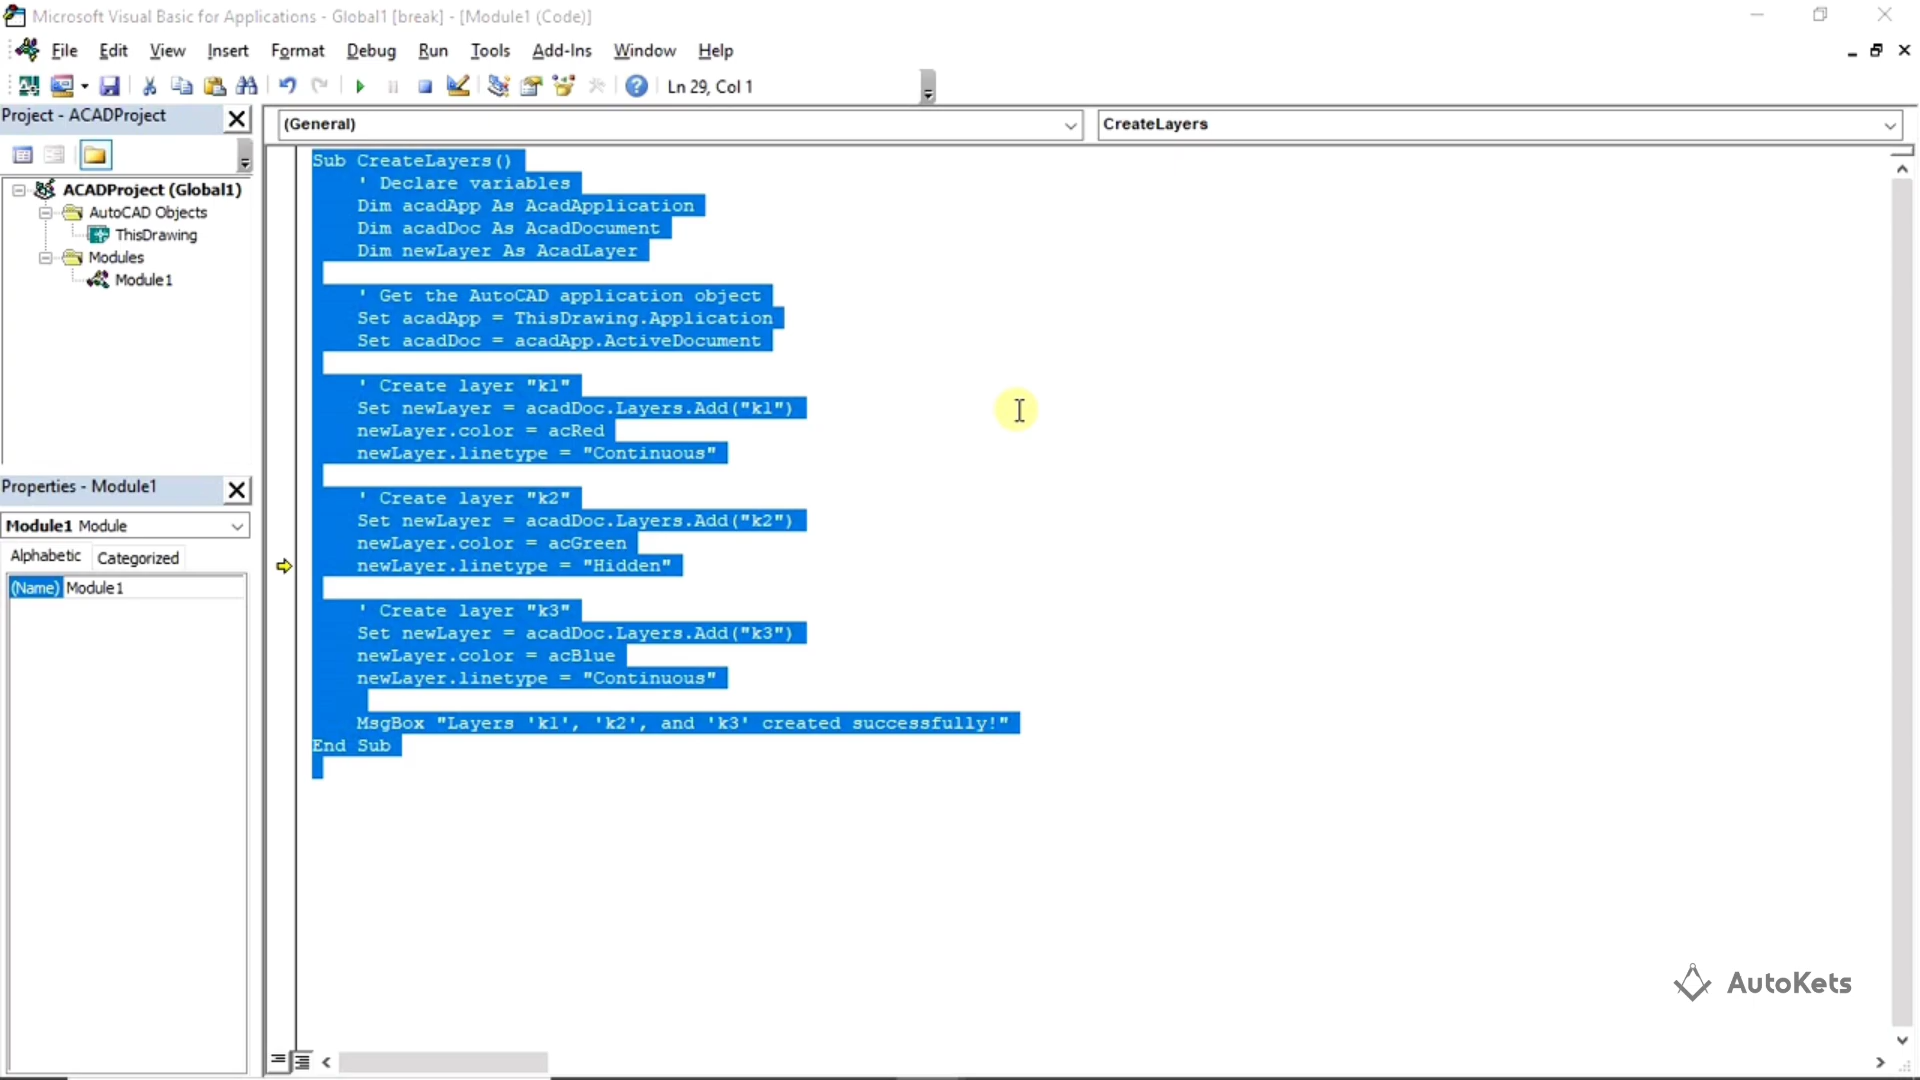 Microsoft Visual Basic for Applications - Global1 [break] - [Module1 (Code)]
File Edit View Insert Format Debug Run Tools Add-Ins Window Help
Ln 29, Col 1
Project - ACADProject
ACADProject (Global1)
AutoCAD Objects
ThisDrawing
Modules
Module1
Properties - Module1
Module1 Module
Alphabetic Categorized
(Name) Module1
(General) CreateLayers
Sub CreateLayers()
' Declare variables
Dim acadApp As AcadApplication
Dim acadDoc As AcadDocument
Dim newLayer As AcadLayer
' Get the AutoCAD application object
Set acadApp = ThisDrawing.Application
Set acadDoc = acadApp.ActiveDocument
' Create layer "k1"
Set newLayer = acadDoc.Layers.Add("k1")
newLayer.color = acRed
newLayer.linetype = "Continuous"
' Create layer "k2"
Set newLayer = acadDoc.Layers.Add("k2")
newLayer.color = acGreen
newLayer.linetype = "Hidden"
' Create layer "k3"
Set newLayer = acadDoc.Layers.Add("k3")
newLayer.color = acBlue
newLayer.linetype = "Continuous"
MsgBox "Layers 'k1', 'k2', and 'k3' created successfully!"
End Sub
AutoKets